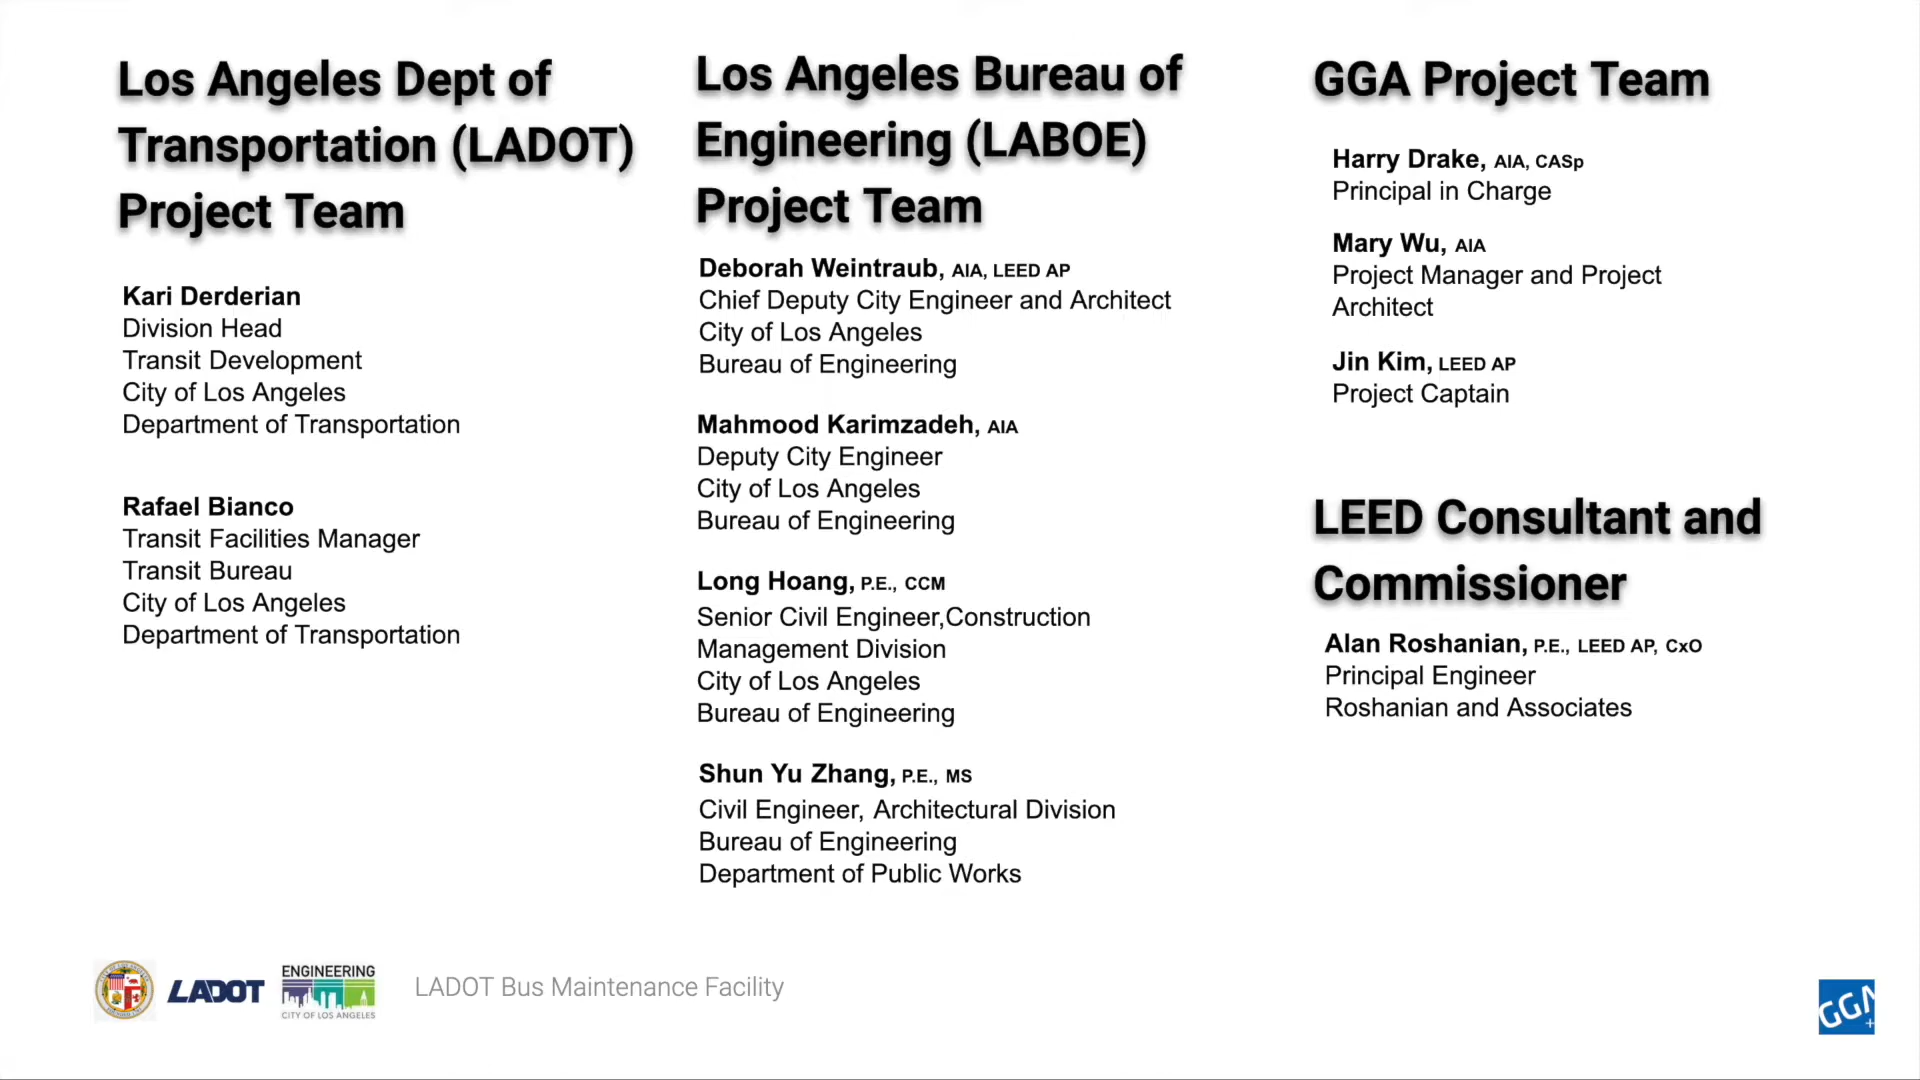 Los Angeles Dept of
Transportation (LADOT)
Project Team
Kari Derderian
Division Head
Transit Development
City of Los Angeles
Department of Transportation
Rafael Bianco
Transit Facilities Manager
Transit Bureau
City of Los Angeles
Department of Transportation
Los Angeles Bureau of
Engineering (LABOE)
Project Team
Deborah Weintraub, AIA, LEED AP
Chief Deputy City Engineer and Architect
City of Los Angeles
Bureau of Engineering
Mahmood Karimzadeh, AIA
Deputy City Engineer
City of Los Angeles
Bureau of Engineering
Long Hoang, P.E., CCM
Senior Civil Engineer,Construction
Management Division
City of Los Angeles
Bureau of Engineering
Shun Yu Zhang, P.E., MS
Civil Engineer, Architectural Division
Bureau of Engineering
Department of Public Works
GGA Project Team
Harry Drake, AIA, CASp
Principal in Charge
Mary Wu, AIA
Project Manager and Project
Architect
Jin Kim, LEED AP
Project Captain
LEED Consultant and
Commissioner
Alan Roshanian, P.E., LEED AP, CxO
Principal Engineer
Roshanian and Associates
LADOT
ENGINEERING
CITY OF LOS ANGELES
LADOT Bus Maintenance Facility
GGA
+